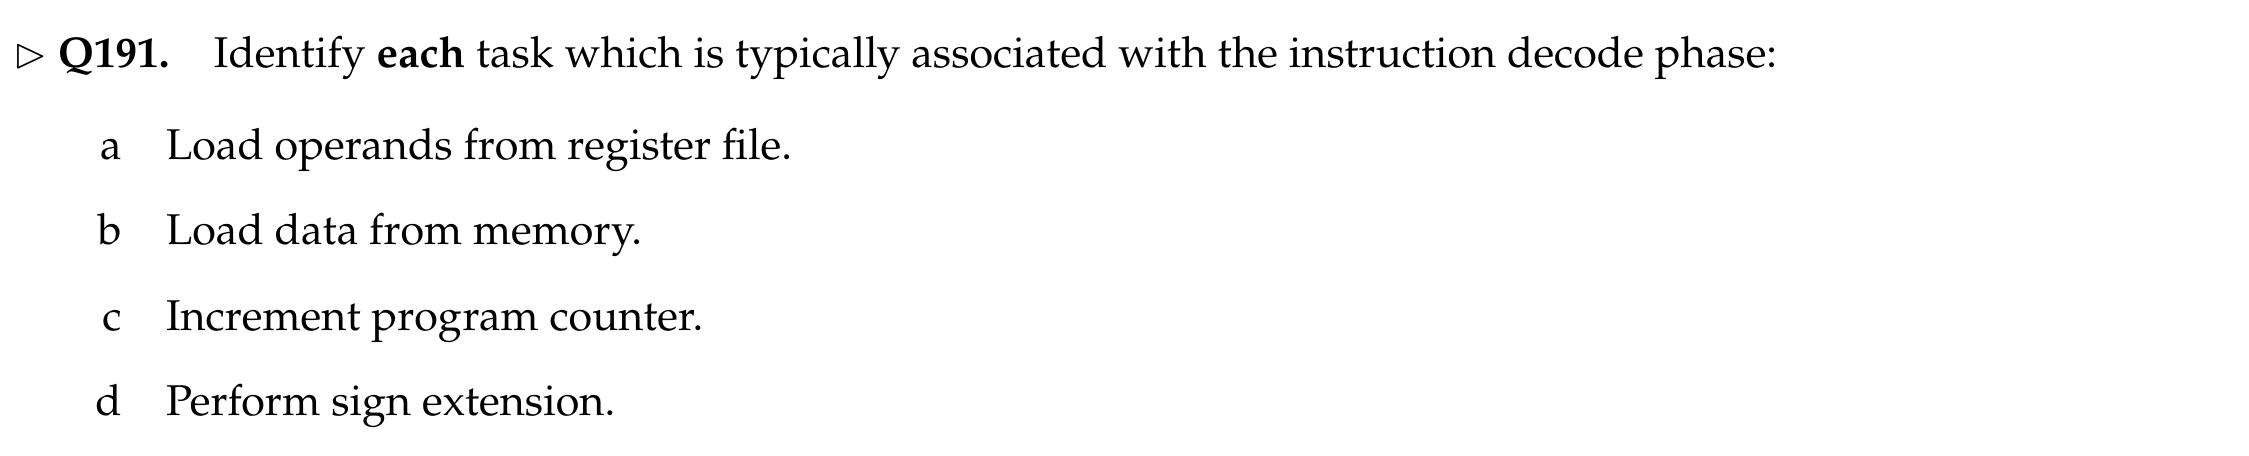 ▷ Q191. Identify each task which is typically associated with the instruction decode phase:
a Load operands from register file.
b Load data from memory.
c Increment program counter.
d Perform sign extension.